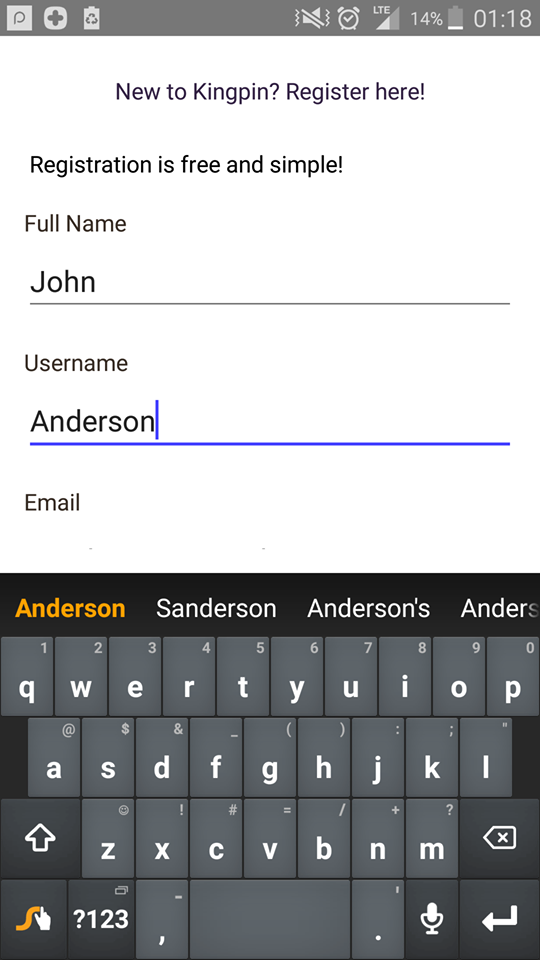 LTE 14% 01:18
New to Kingpin? Register here!
Registration is free and simple!
Full Name
John
Username
Anderson
Email
Anderson Sanderson Anderson's Anders
1 2 3 4 5 6 7 8 9 0
q w e r t y u i o p
@ $ & _ ( ) : ; "
a s d f g h j k l
! # = / + ?
z x c v b n m
?123 , - . '